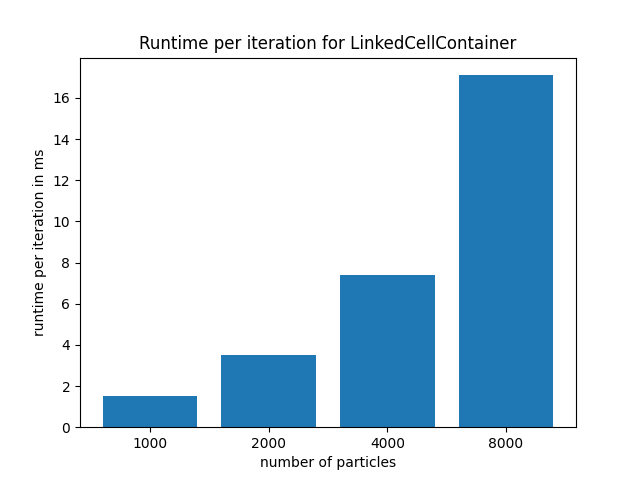 Runtime per iteration for LinkedCellContainer
16
14
12
10
8
6
4
2
0
runtime per iteration in ms
1000 2000 4000 8000
number of particles